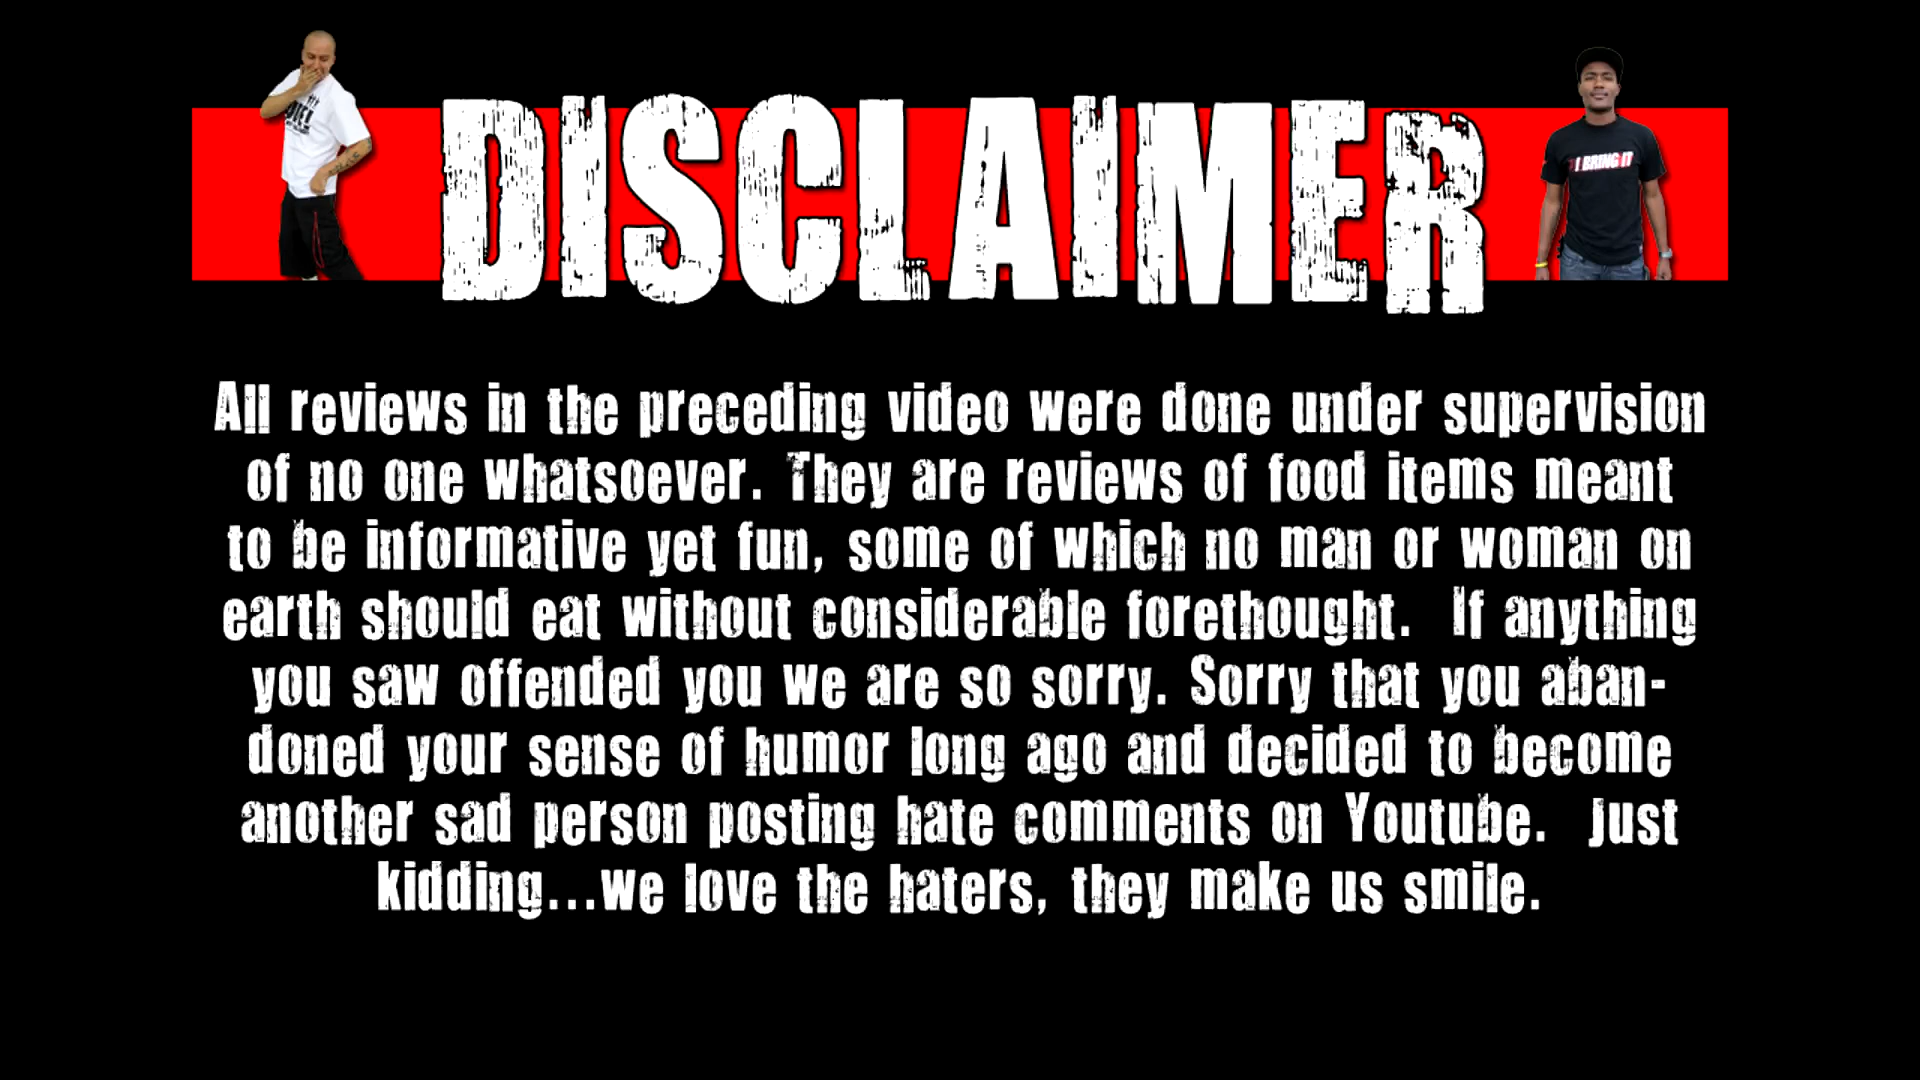 DISCLAIMER
I BRING IT
All reviews in the preceding video were done under supervision
of no one whatsoever. They are reviews of food items meant
to be informative yet fun, some of which no man or woman on
earth should eat without considerable forethought. If anything
you saw offended you we are so sorry. Sorry that you aban-
doned your sense of humor long ago and decided to become
another sad person posting hate comments on Youtube. Just
kidding...we love the haters, they make us smile.